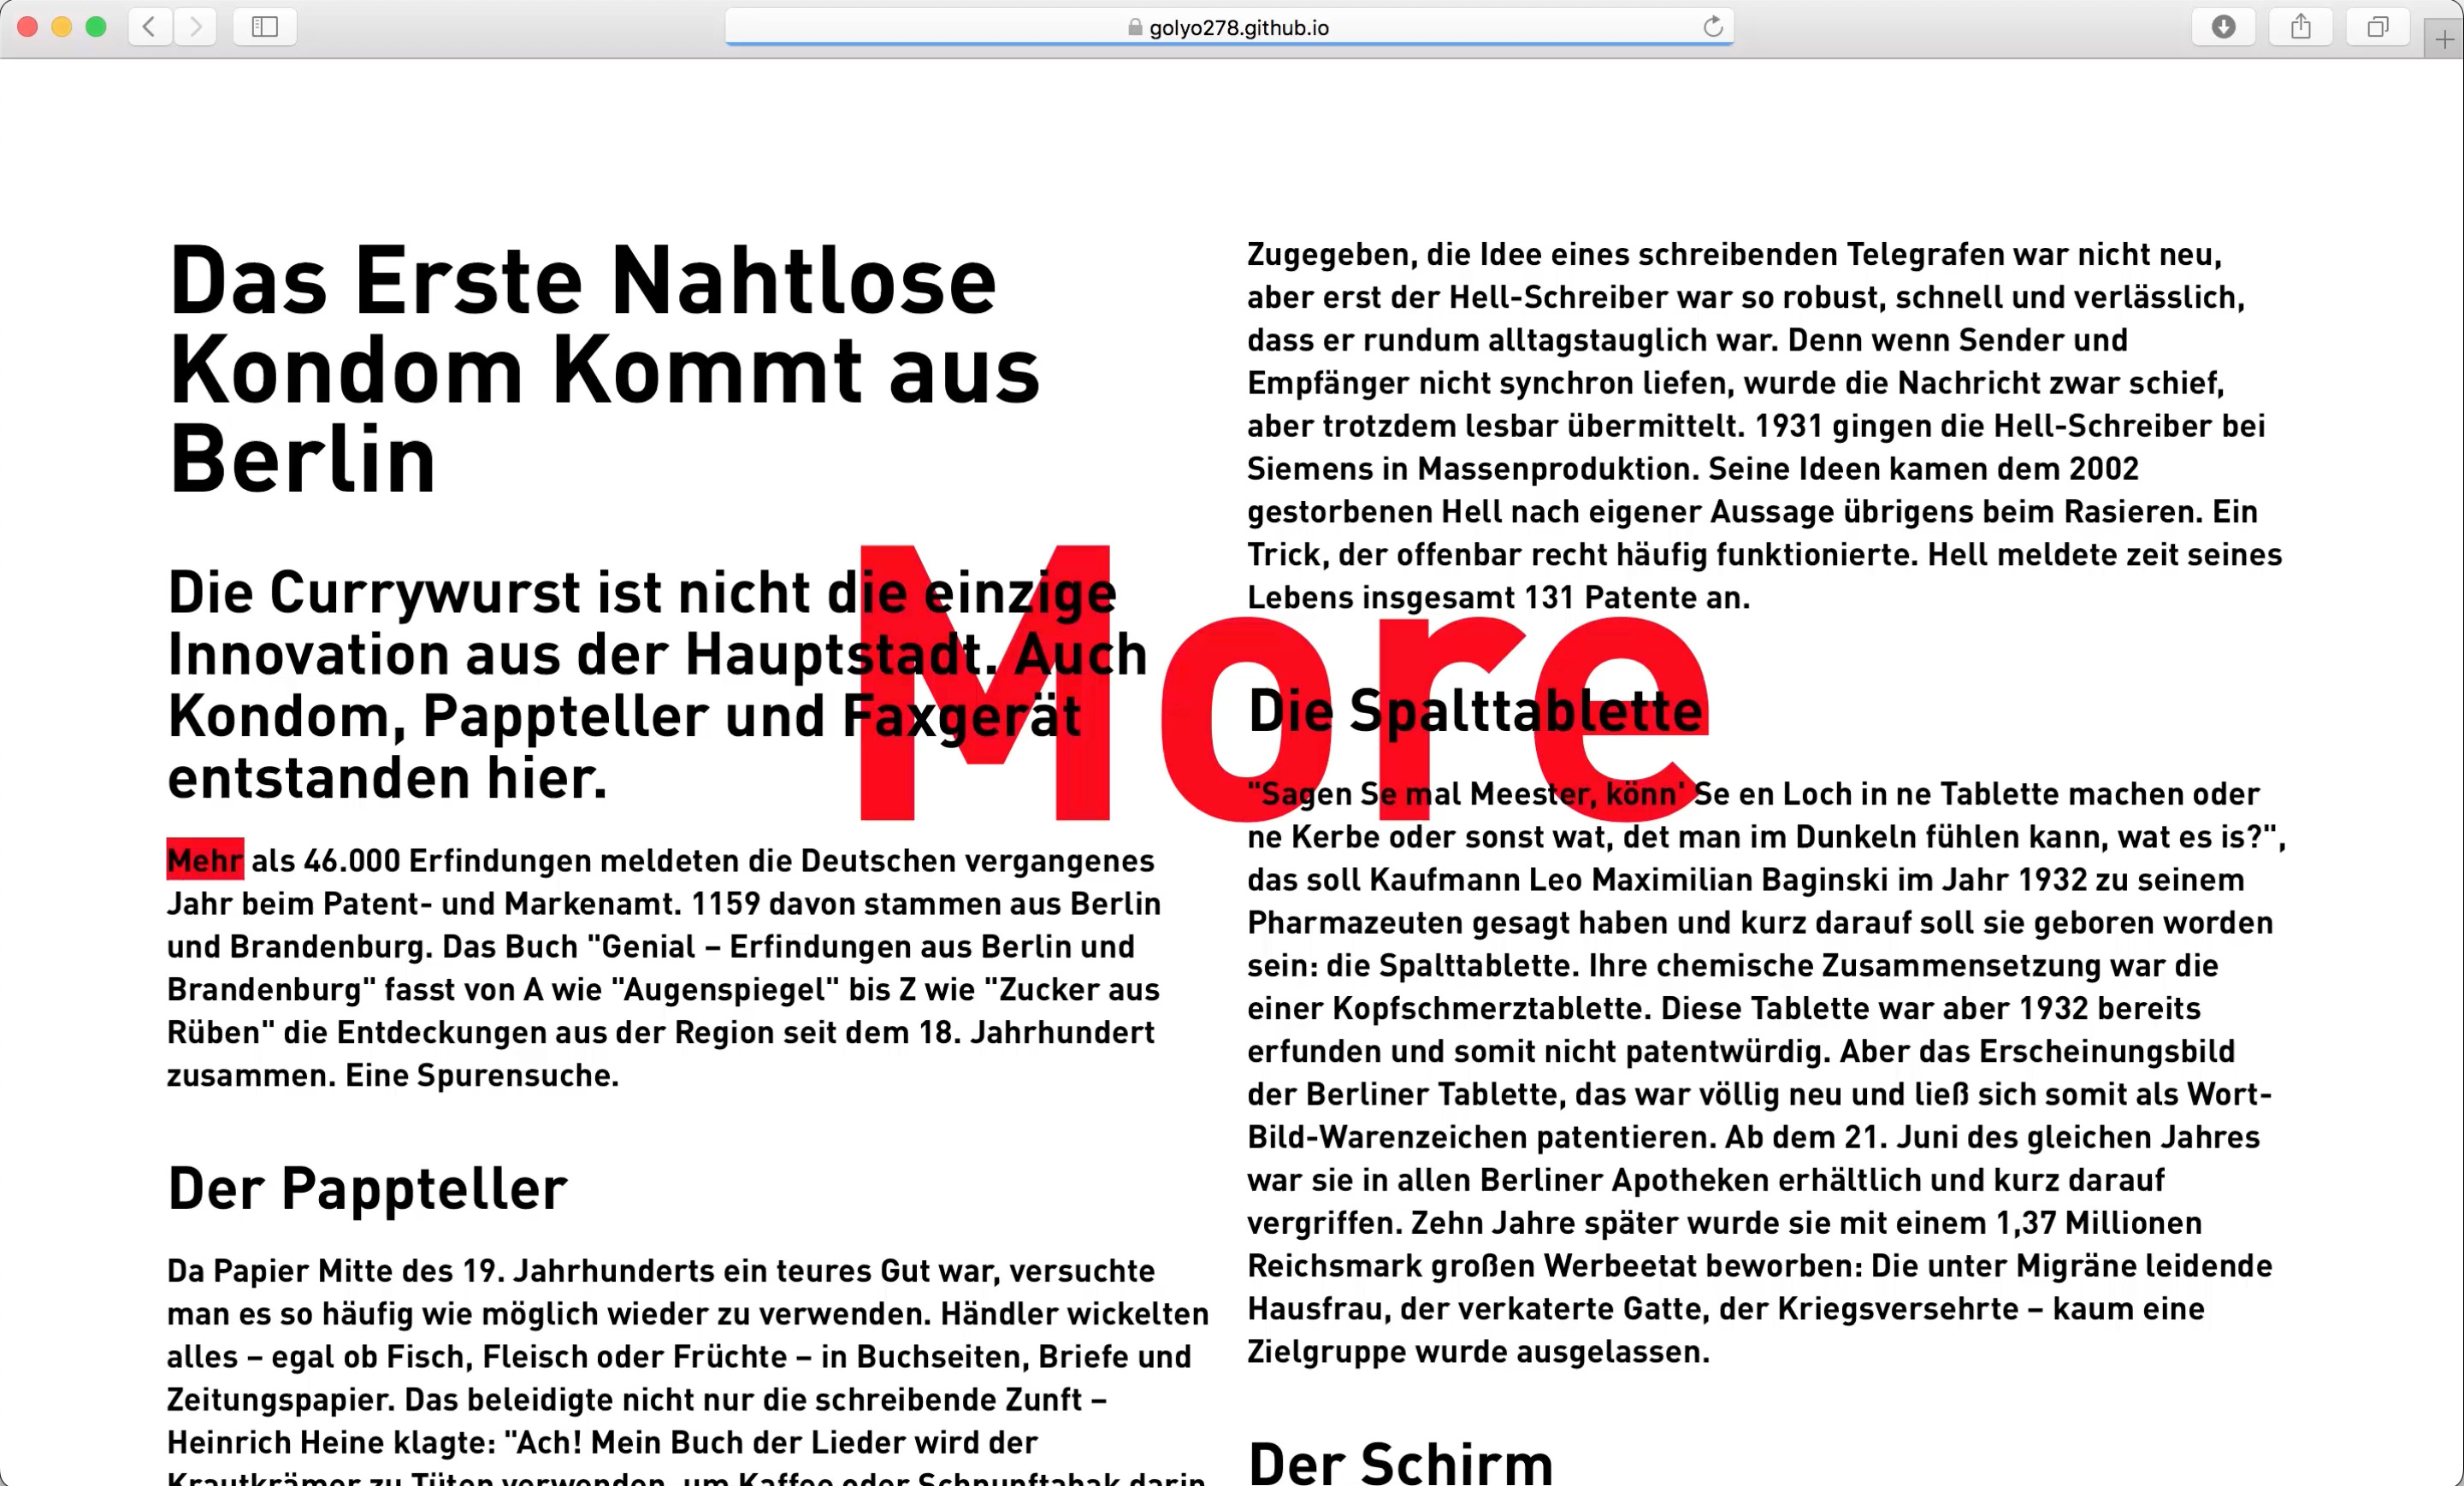 golyo278.github.io
Das Erste Nahtlose
Kondom Kommt aus
Berlin
Die Currywurst ist nicht die einzige
Innovation aus der Hauptstadt. Auch
Kondom, Pappteller und Faxgerät
entstanden hier.
More
Mehr als 46.000 Erfindungen meldeten die Deutschen vergangenes
Jahr beim Patent- und Markenamt. 1159 davon stammen aus Berlin
und Brandenburg. Das Buch "Genial – Erfindungen aus Berlin und
Brandenburg" fasst von A wie "Augenspiegel" bis Z wie "Zucker aus
Rüben" die Entdeckungen aus der Region seit dem 18. Jahrhundert
zusammen. Eine Spurensuche.
Der Pappteller
Da Papier Mitte des 19. Jahrhunderts ein teures Gut war, versuchte
man es so häufig wie möglich wieder zu verwenden. Händler wickelten
alles – egal ob Fisch, Fleisch oder Früchte – in Buchseiten, Briefe und
Zeitungspapier. Das beleidigte nicht nur die schreibende Zunft –
Heinrich Heine klagte: "Ach! Mein Buch der Lieder wird der
Krautkrämer zu Tüten verwenden, um Kaffee oder Schnupftabak darin
Zugegeben, die Idee eines schreibenden Telegrafen war nicht neu,
aber erst der Hell-Schreiber war so robust, schnell und verlässlich,
dass er rundum alltagstauglich war. Denn wenn Sender und
Empfänger nicht synchron liefen, wurde die Nachricht zwar schief,
aber trotzdem lesbar übermittelt. 1931 gingen die Hell-Schreiber bei
Siemens in Massenproduktion. Seine Ideen kamen dem 2002
gestorbenen Hell nach eigener Aussage übrigens beim Rasieren. Ein
Trick, der offenbar recht häufig funktionierte. Hell meldete zeit seines
Lebens insgesamt 131 Patente an.
Die Spalttablette
"Sagen Se mal Meester, könn' Se en Loch in ne Tablette machen oder
ne Kerbe oder sonst wat, det man im Dunkeln fühlen kann, wat es is?",
das soll Kaufmann Leo Maximilian Baginski im Jahr 1932 zu seinem
Pharmazeuten gesagt haben und kurz darauf soll sie geboren worden
sein: die Spalttablette. Ihre chemische Zusammensetzung war die
einer Kopfschmerztablette. Diese Tablette war aber 1932 bereits
erfunden und somit nicht patentwürdig. Aber das Erscheinungsbild
der Berliner Tablette, das war völlig neu und ließ sich somit als Wort-
Bild-Warenzeichen patentieren. Ab dem 21. Juni des gleichen Jahres
war sie in allen Berliner Apotheken erhältlich und kurz darauf
vergriffen. Zehn Jahre später wurde sie mit einem 1,37 Millionen
Reichsmark großen Werbeetat beworben: Die unter Migräne leidende
Hausfrau, der verkaterte Gatte, der Kriegsversehrte – kaum eine
Zielgruppe wurde ausgelassen.
Der Schirm